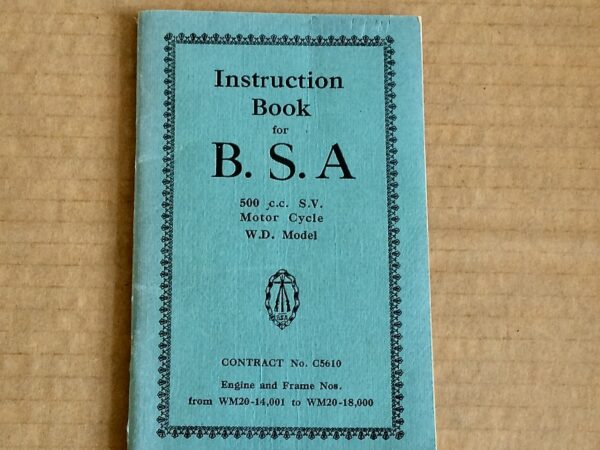 Instruction
Book
for
B. S. A
500 c.c. S.V.
Motor Cycle
W.D. Model
B.S.A
CONTRACT No. C5610
Engine and Frame Nos.
from WM20-14,001 to WM20-18,000